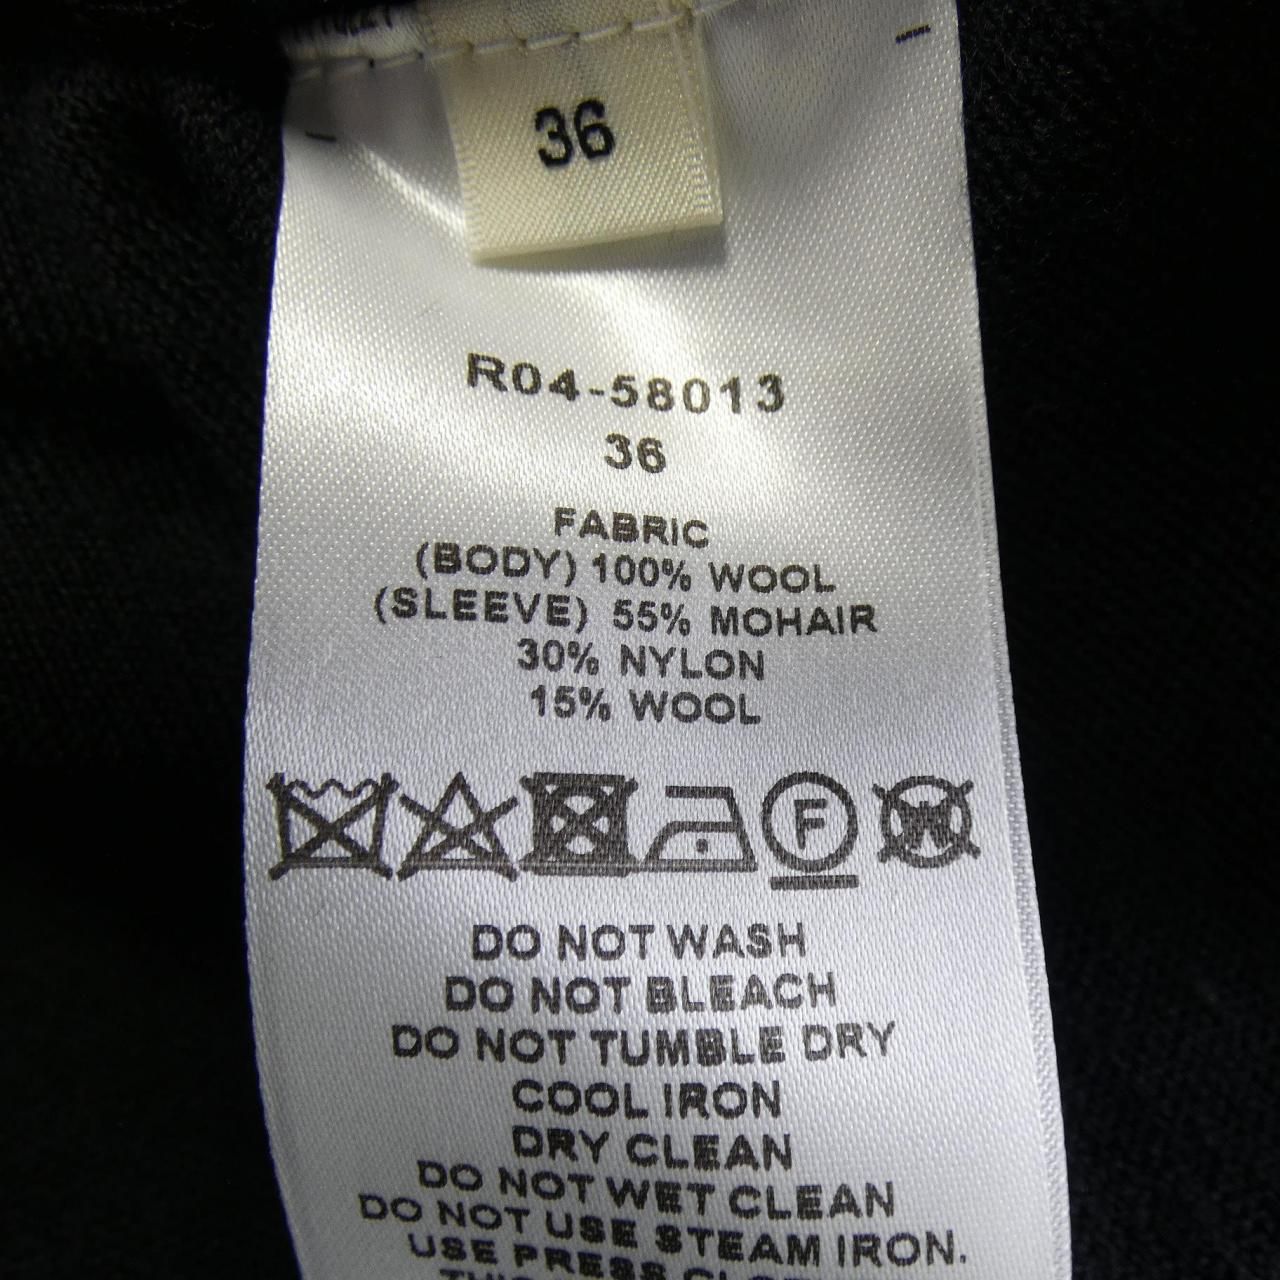 36
R04-58013
36
FABRIC
(BODY) 100% WOOL
(SLEEVE) 55% MOHAIR
30% NYLON
15% WOOL
F
W
DO NOT WASH
DO NOT BLEACH
DO NOT TUMBLE DRY
COOL IRON
DRY CLEAN
DO NOT WET CLEAN
DO NOT USE STEAM IRON.
USE PRESS